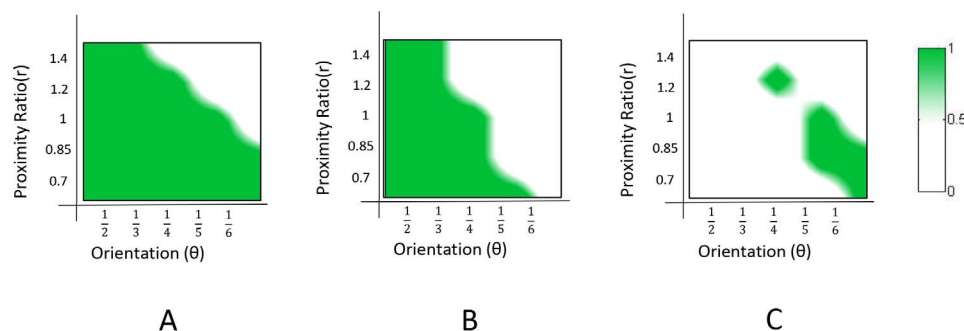 Proximity Ratio(r)
1.4
1.2
1
0.85
0.7
1/2 1/3 1/4 1/5 1/6
Orientation (θ)
A
Proximity Ratio(r)
1.4
1.2
1
0.85
0.7
1/2 1/3 1/4 1/5 1/6
Orientation (θ)
B
Proximity Ratio(r)
1.4
1.2
1
0.85
0.7
1/2 1/3 1/4 1/5 1/6
Orientation (θ)
C
1
0.5
0